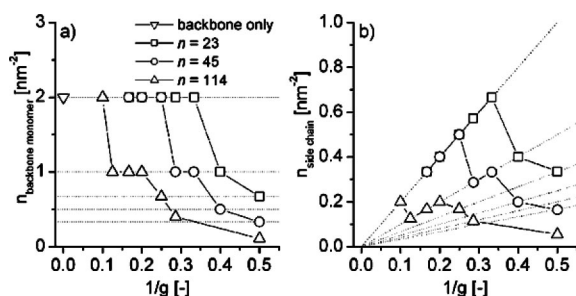 backbone only
n = 23
n = 45
n = 114
a)
n backbone monomer [nm-2]
3
2
1
0
0.0 0.1 0.2 0.3 0.4 0.5
1/g [-]
b)
n side chain [nm-2]
1.0
0.8
0.6
0.4
0.2
0.0
0.0 0.1 0.2 0.3 0.4 0.5
1/g [-]